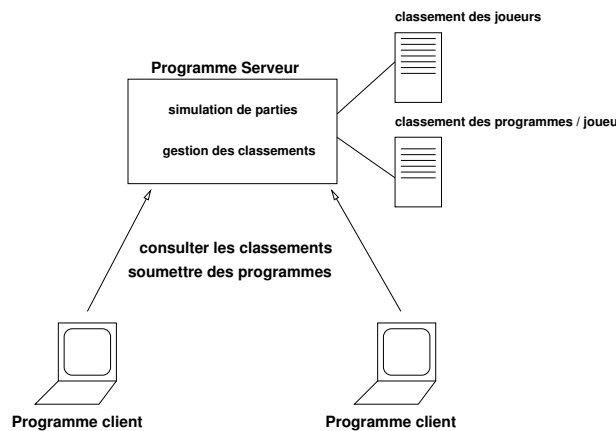 classement des joueurs
Programme Serveur
simulation de parties
classement des programmes / joueu
gestion des classements
consulter les classements
soumettre des programmes
Programme client
Programme client